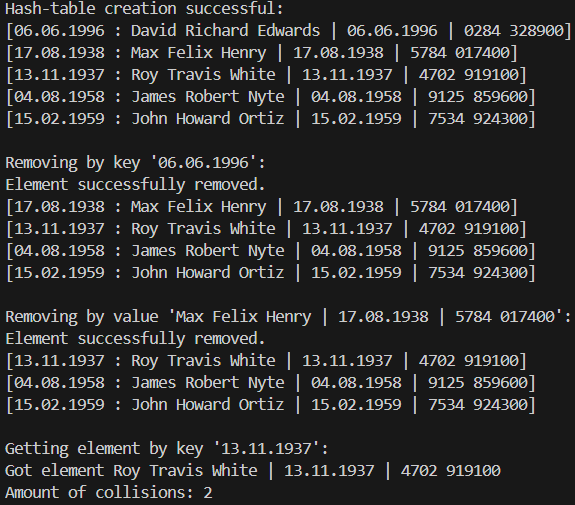 Hash-table creation successful:
[06.06.1996 : David Richard Edwards | 06.06.1996 | 0284 328900]
[17.08.1938 : Max Felix Henry | 17.08.1938 | 5784 017400]
[13.11.1937 : Roy Travis White | 13.11.1937 | 4702 919100]
[04.08.1958 : James Robert Nyte | 04.08.1958 | 9125 859600]
[15.02.1959 : John Howard Ortiz | 15.02.1959 | 7534 924300]

Removing by key '06.06.1996':
Element successfully removed.
[17.08.1938 : Max Felix Henry | 17.08.1938 | 5784 017400]
[13.11.1937 : Roy Travis White | 13.11.1937 | 4702 919100]
[04.08.1958 : James Robert Nyte | 04.08.1958 | 9125 859600]
[15.02.1959 : John Howard Ortiz | 15.02.1959 | 7534 924300]

Removing by value 'Max Felix Henry | 17.08.1938 | 5784 017400':
Element successfully removed.
[13.11.1937 : Roy Travis White | 13.11.1937 | 4702 919100]
[04.08.1958 : James Robert Nyte | 04.08.1958 | 9125 859600]
[15.02.1959 : John Howard Ortiz | 15.02.1959 | 7534 924300]

Getting element by key '13.11.1937':
Got element Roy Travis White | 13.11.1937 | 4702 919100
Amount of collisions: 2